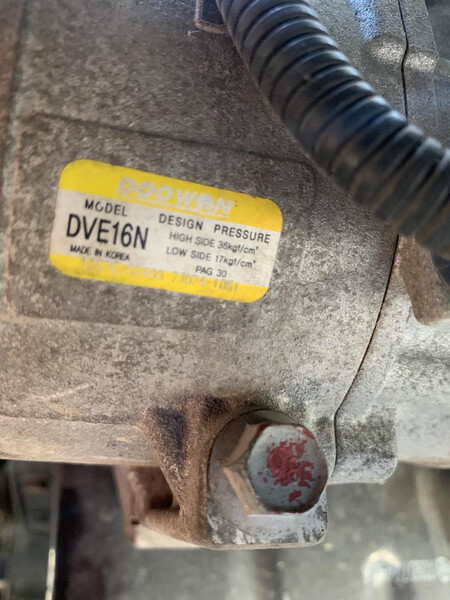 DOOWON
MODEL
DVE16N
MADE IN KOREA
DESIGN PRESSURE
HIGH SIDE 36kgf/cm²
LOW SIDE 17kgf/cm²
PAG 30